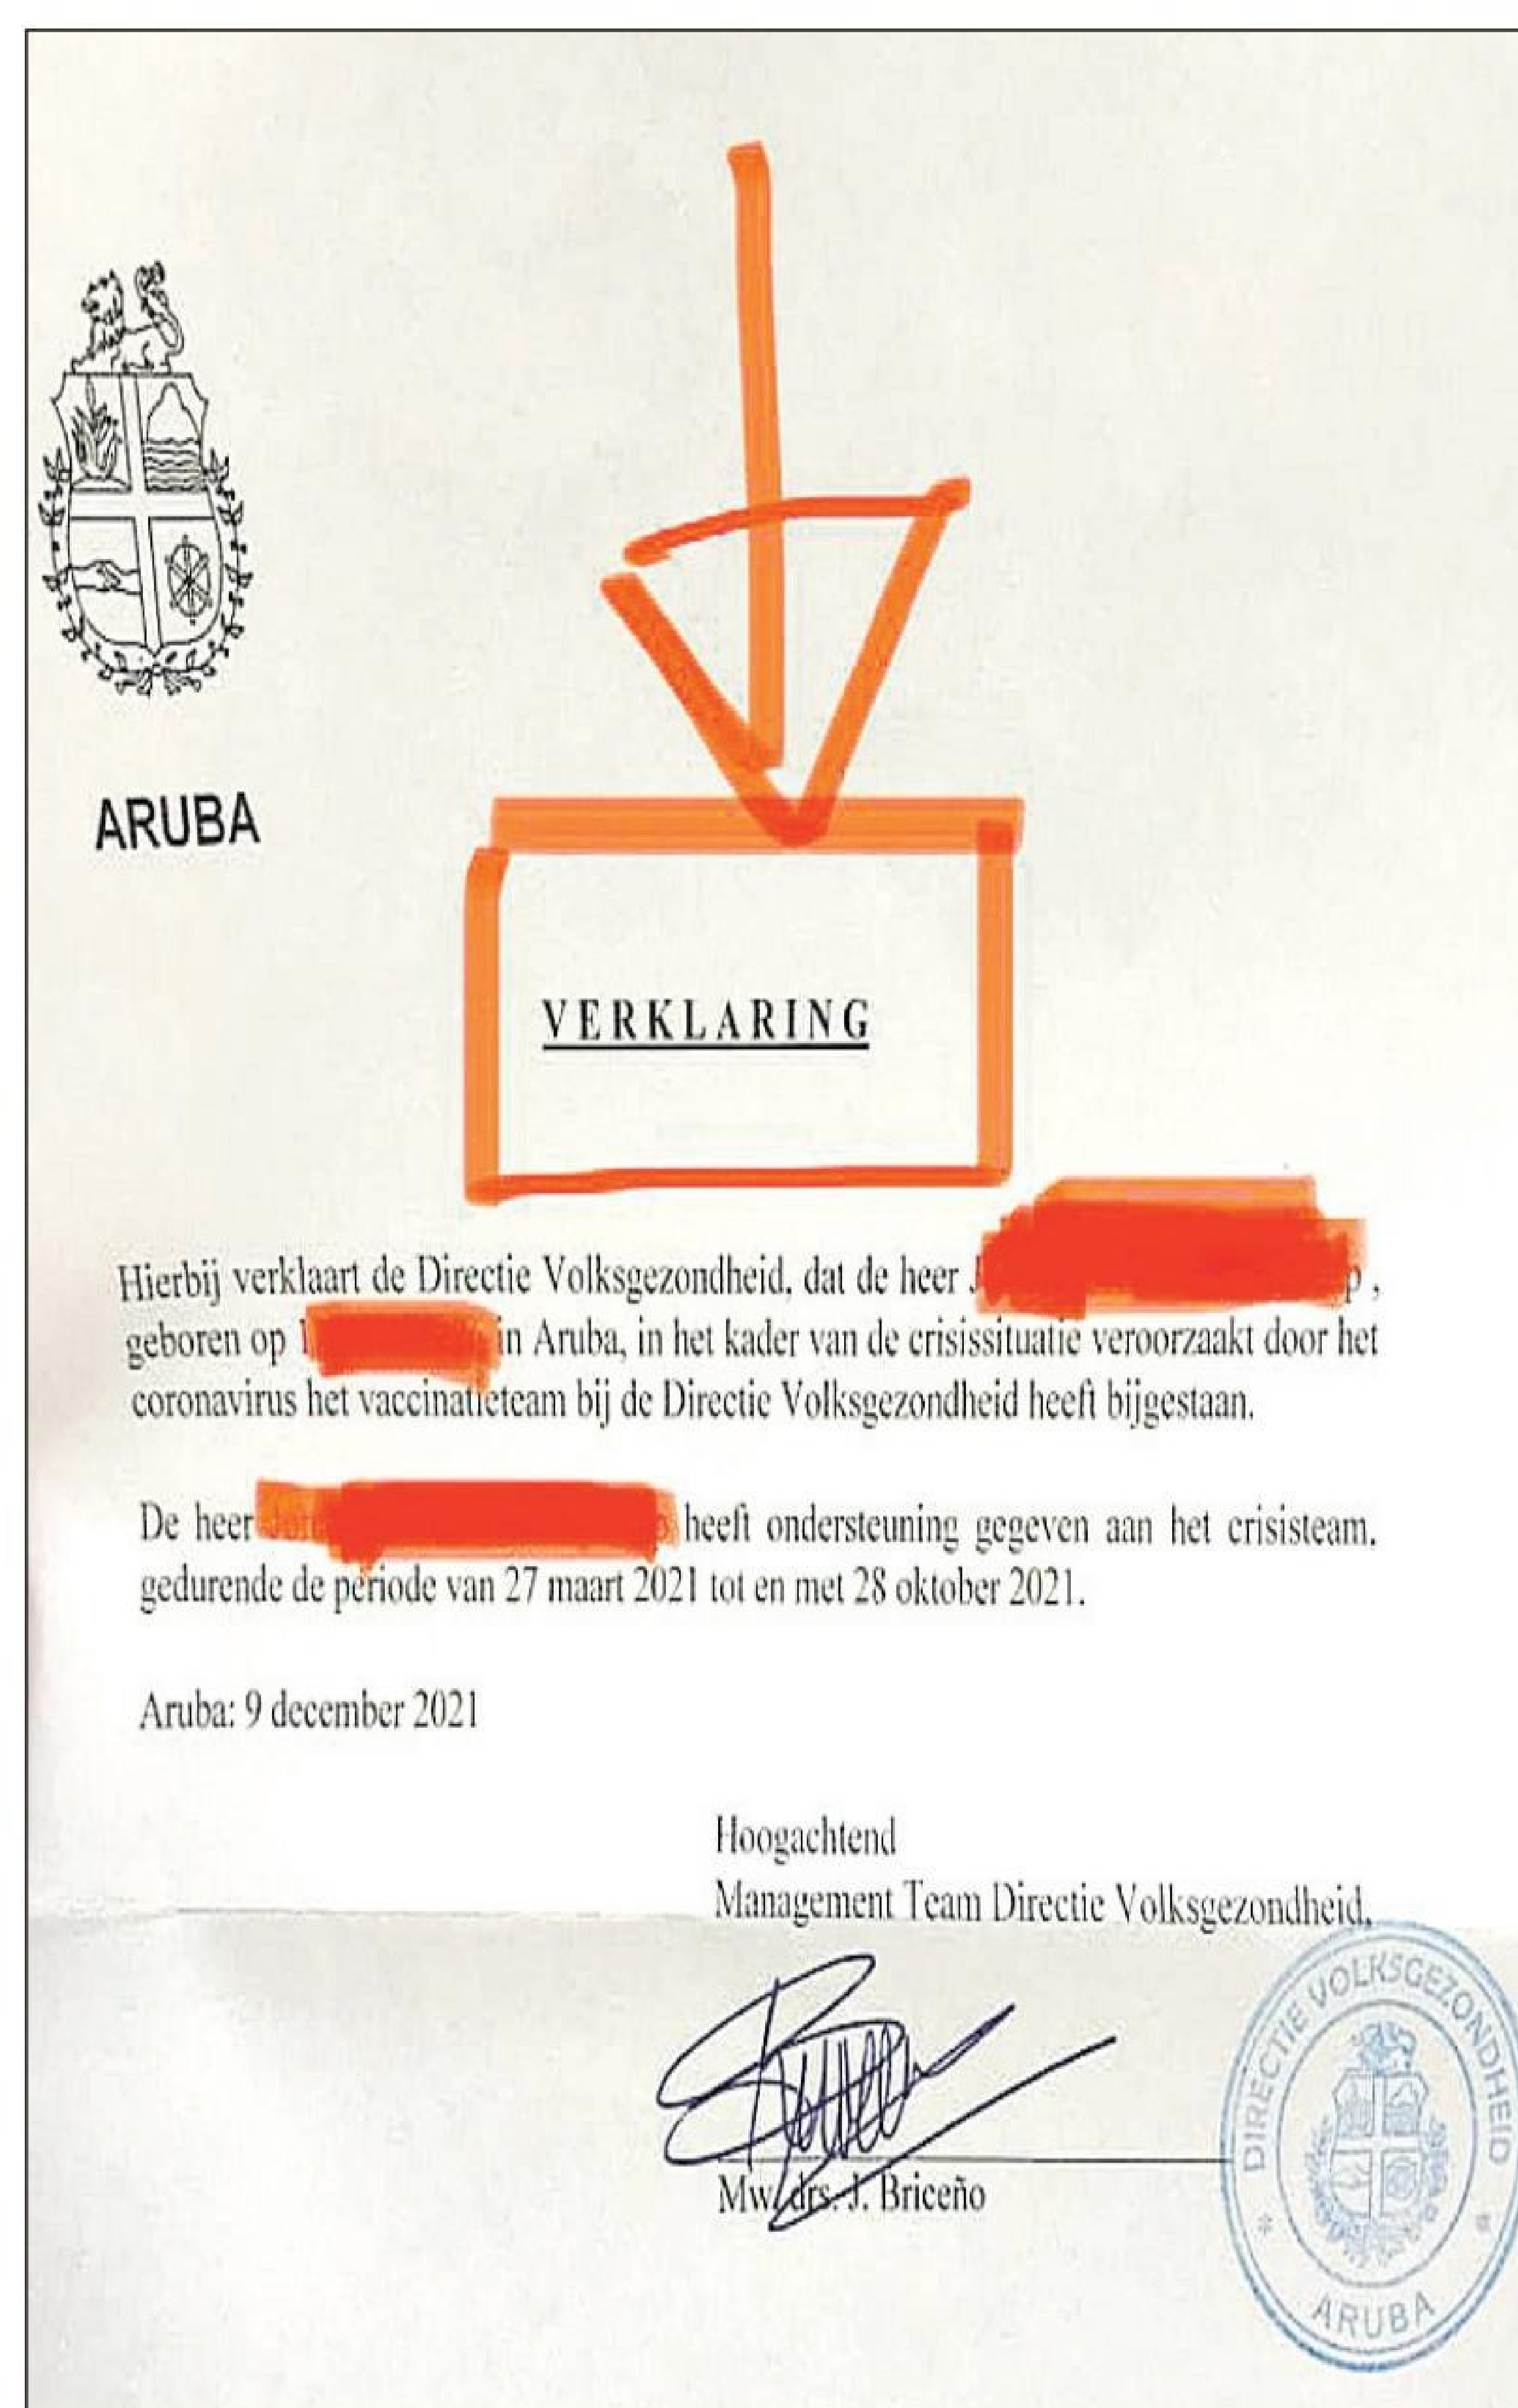 ARUBA
VERKLARING
Hierbij verklaart de Directie Volksgezondheid, dat de heer
geboren op in Aruba, in het kader van de crisissituatie veroorzaakt door het
coronavirus het vaccinatieteam bij de Directie Volksgezondheid heeft bijgestaan.
De heer heeft ondersteuning gegeven aan het crisisteam,
gedurende de periode van 27 maart 2021 tot en met 28 oktober 2021.
Aruba: 9 december 2021
Hoogachtend
Management Team Directie Volksgezondheid,
Mw. drs. J. Briceño
DIRECTIE VOLKSGEZONDHEID
ARUBA